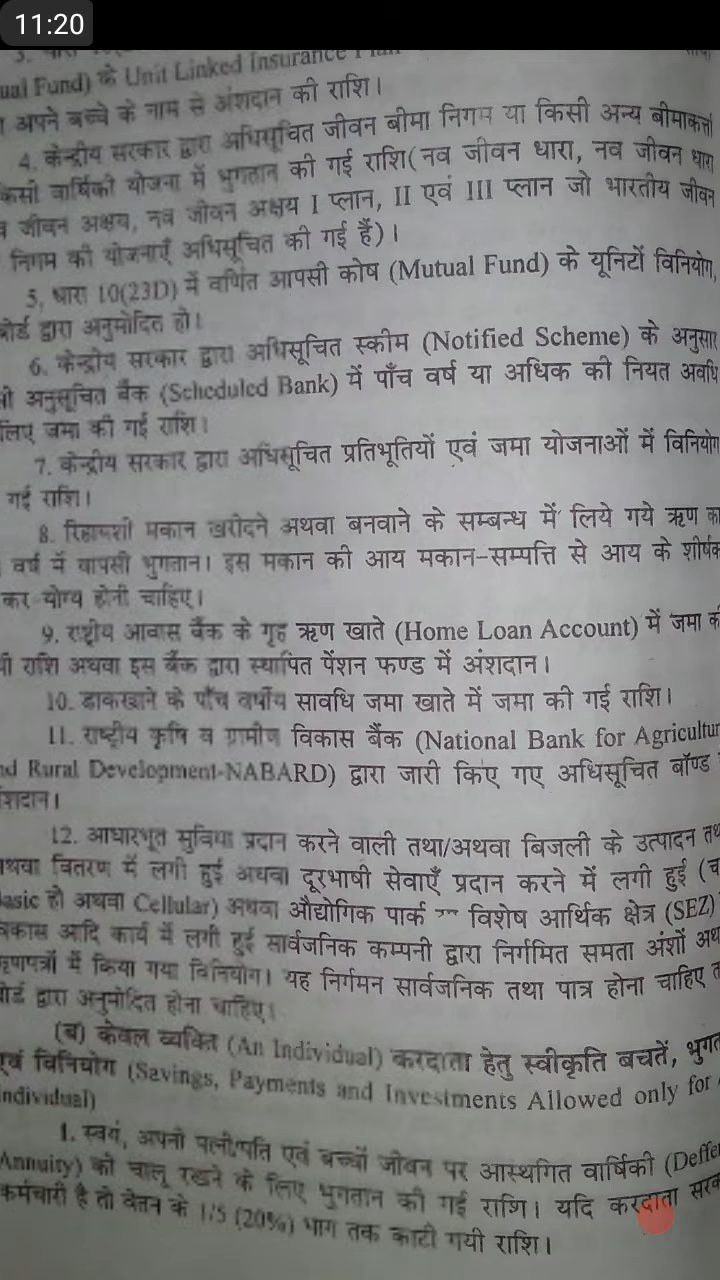 11:20
ual Fund) के Unit Linked Insurance
अपने बच्चे के नाम से अंशदान की राशि।
4. केन्द्रीय सरकार द्वारा अधिसूचित जीवन बीमा निगम या किसी अन्य बीमाकर्त्ता
किसी वार्षिकी योजना में भुगतान की गई राशि(नव जीवन धारा, नव जीवन धारा
जीवन अक्षय, नव जीवन अक्षय I प्लान, II एवं III प्लान जो भारतीय जीवन
निगम की योजनाएँ अधिसूचित की गई हैं)।
5, धारा 10(23D) में वर्णित आपसी कोष (Mutual Fund) के यूनिटों विनियोग,
बोर्ड द्वारा अनुमोदित हो।
6. केन्द्रीय सरकार द्वारा अधिसूचित स्कीम (Notified Scheme) के अनुसार
अनुसूचित बैंक (Scheduled Bank) में पाँच वर्ष या अधिक की नियत अवधि
लिए जमा की गई राशि।
7. केन्द्रीय सरकार द्वारा अधिसूचित प्रतिभूतियों एवं जमा योजनाओं में विनियोग
गई राशि।
8. रिहायशी मकान खरीदने अथवा बनवाने के सम्बन्ध में लिये गये ऋण का
वर्ष में वापसी भुगतान। इस मकान की आय मकान-सम्पत्ति से आय के शीर्षक
कर योग्य होनी चाहिए।
9. राष्ट्रीय आवास बैंक के गृह ऋण खाते (Home Loan Account) में जमा की
राशि अथवा इस बैंक द्वारा स्थापित पेंशन फण्ड में अंशदान।
10. डाकखाने के पाँच वर्षीय सावधि जमा खाते में जमा की गई राशि।
11. राष्ट्रीय कृषि व ग्रामीण विकास बैंक (National Bank for Agricultur
nd Rural Development-NABARD) द्वारा जारी किए गए अधिसूचित बॉण्ड
शदान।
12. आधारभूत सुविधा प्रदान करने वाली तथा/अथवा बिजली के उत्पादन तथ
अथवा वितरण में लगी हुई अथवा दूरभाषी सेवाएँ प्रदान करने में लगी हुई (च
Basic हो अथवा Cellular) अथवा औद्योगिक पार्क विशेष आर्थिक क्षेत्र (SEZ)
विकास आदि कार्य में लगी हुई सार्वजनिक कम्पनी द्वारा निर्गमित समता अंशों अथ
ऋणपत्रों में किया गया विनियोग। यह निर्गमन सार्वजनिक तथा पात्र होना चाहिए त
बोर्ड द्वारा अनुमोदित होना चाहिए।
(ब) केवल व्यक्ति (An Individual) करदाता हेतु स्वीकृति बचतें, भुगत
एवं विनियोग (Savings, Payments and Investments Allowed only for
Individual)
1. स्वयं, अपनी पत्नी/पति एवं बच्चों जीवन पर आस्थगित वार्षिकी (Deffe
Annuity) को चालू रखने के लिए भुगतान की गई राशि। यदि करदाता सरक
कर्मचारी है तो वेतन के 1/5 (20%) भाग तक काटी गयी राशि।